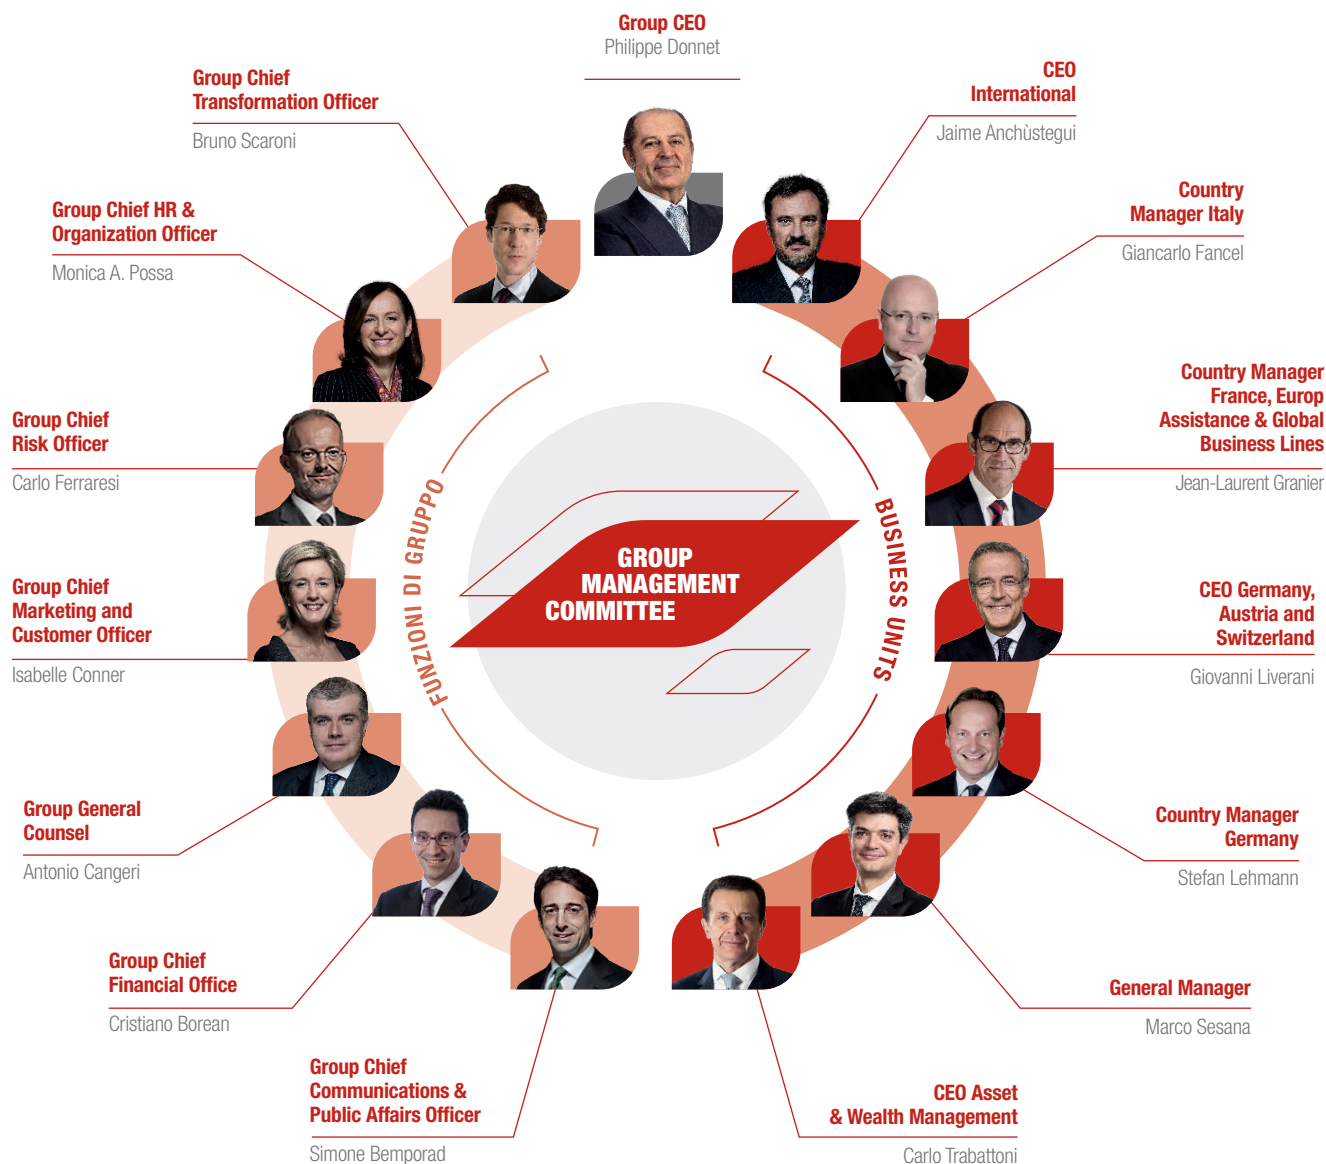 Group CEO
Philippe Donnet
Group Chief
Transformation Officer
Bruno Scaroni
Group Chief HR &
Organization Officer
Monica A. Possa
Group Chief
Risk Officer
Carlo Ferraresi
Group Chief
Marketing and
Customer Officer
Isabelle Conner
Group General
Counsel
Antonio Cangeri
Group Chief
Financial Office
Cristiano Borean
Group Chief
Communications &
Public Affairs Officer
Simone Bemporad
FUNZIONI DI GRUPPO
GROUP
MANAGEMENT
COMMITTEE
BUSINESS UNITS
CEO
International
Jaime Anchùstegui
Country
Manager Italy
Giancarlo Fancel
Country Manager
France, Europ
Assistance & Global
Business Lines
Jean-Laurent Granier
CEO Germany,
Austria and
Switzerland
Giovanni Liverani
Country Manager
Germany
Stefan Lehmann
General Manager
Marco Sesana
CEO Asset
& Wealth Management
Carlo Trabattoni